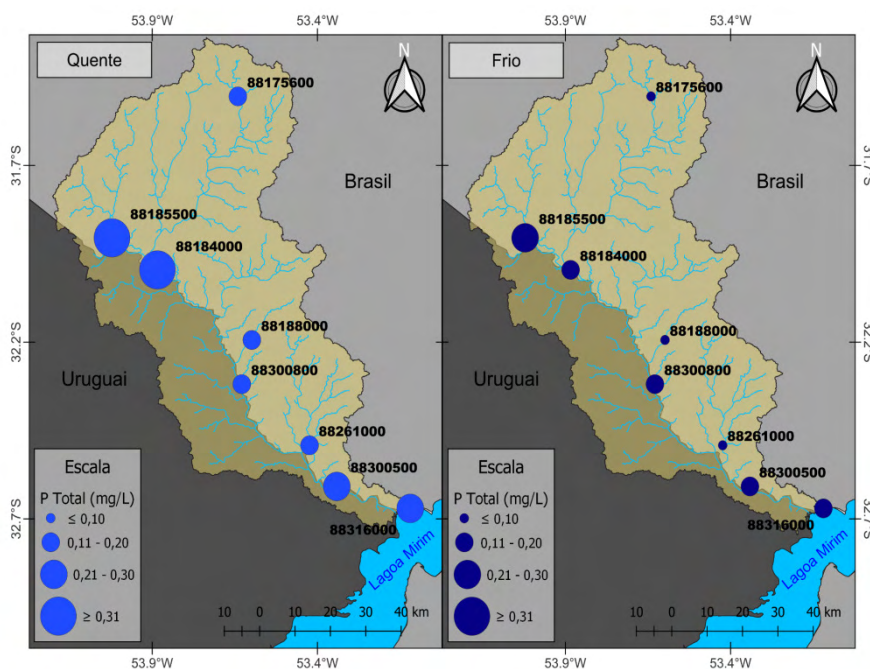 53.9°W
53.4°W
53.9°W
53.4°W
Quente
N
88175600
31.7°S
Brasil
88185500
88184000
32.2°S
88188000
88300800
Uruguai
88261000
88300500
88316000
32.7°S
Lagoa Mirim
Escala
P Total (mg/L)
≤ 0,10
0,11 - 0,20
0,21 - 0,30
≥ 0,31
10 0 10 20 30 40 km
Frio
N
88175600
31.7°S
Brasil
88185500
88184000
32.2°S
88188000
88300800
Uruguai
88261000
88300500
88316000
32.7°S
Lagoa Mirim
Escala
P Total (mg/L)
≤ 0,10
0,11 - 0,20
0,21 - 0,30
≥ 0,31
10 0 10 20 30 40 km
53.9°W
53.4°W
53.9°W
53.4°W